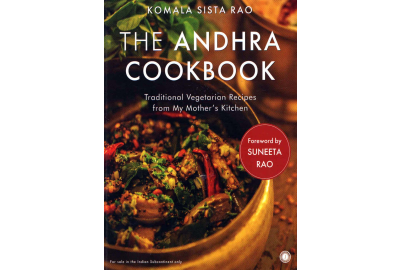 KOMALA SISTA RAO
THE ANDHRA
COOKBOOK
Traditional Vegetarian Recipes
from My Mother's Kitchen
Foreword by
SUNEETA
RAO
For sale in the Indian Subcontinent only